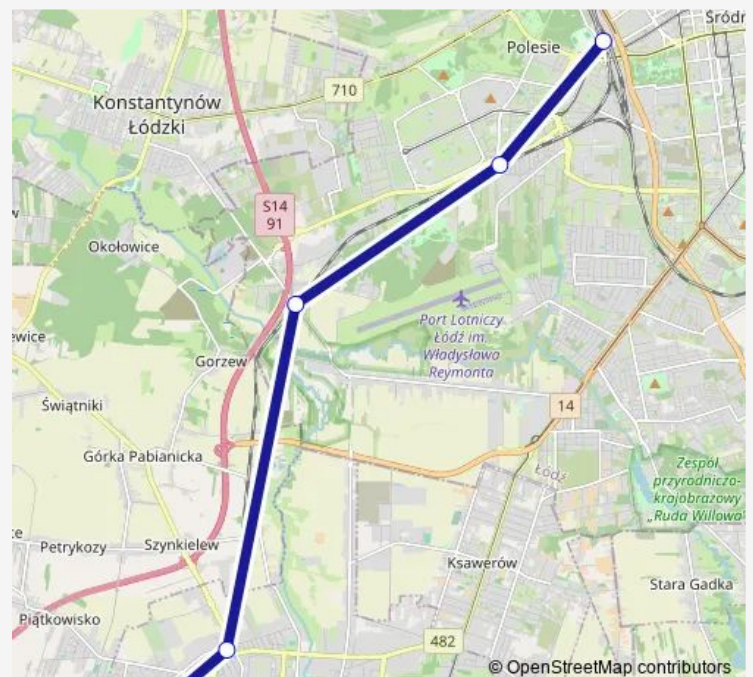 Śródr
Polesie
710
Konstantynów
Łódzki
S14
91
Okołowice
Port Lotniczy
Łódź im.
Władysława
Reymonta
ewice
Gorzew
Świątniki
14
Górka Pabianicka
Łódź
Zespół
przyrodniczo-
krajobrazowy
„Ruda Willowa"
Petrykozy
Szynkielew
Ksawerów
Stara Gadka
Piątkowisko
482
© OpenStreetMap contributors